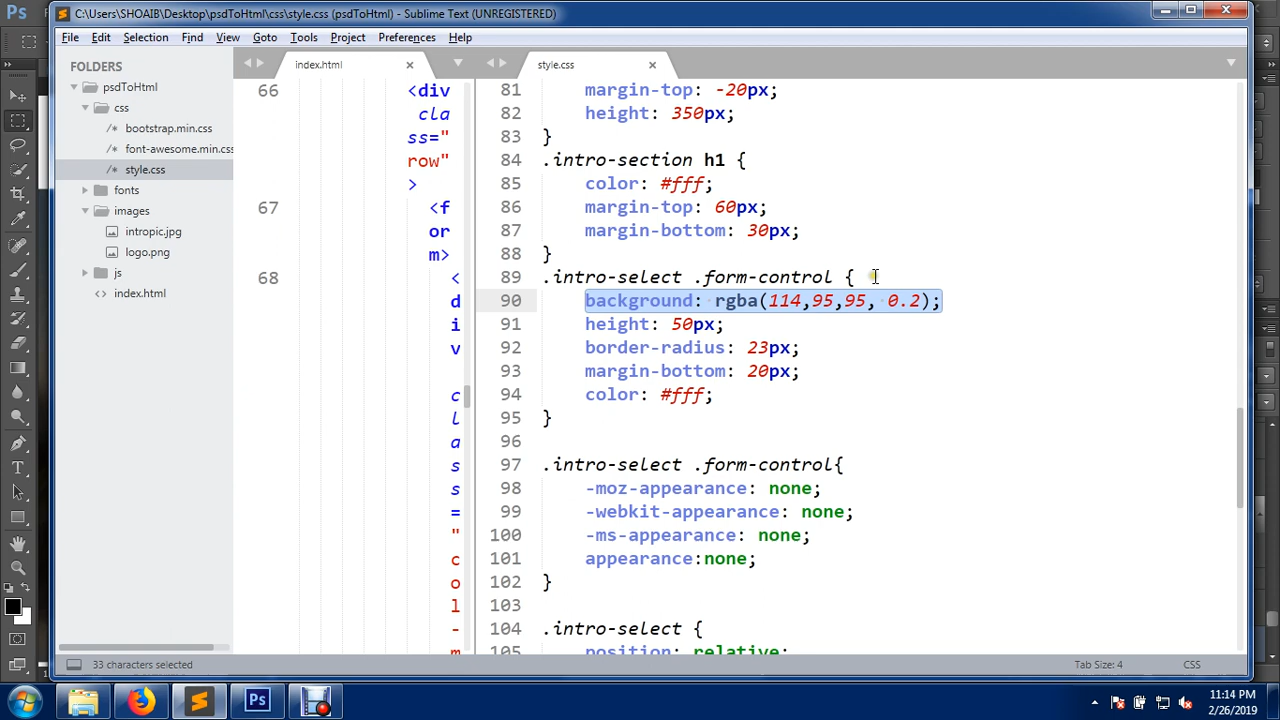 C:\Users\SHOAIB\Desktop\psdToHtml\css\style.css (psdToHtml) - Sublime Text (UNREGISTERED)
File Edit Selection Find View Goto Tools Project Preferences Help
FOLDERS
psdToHtml
css
/* bootstrap.min.css
/* font-awesome.min.css
/* style.css
fonts
images
intropic.jpg
logo.png
js
<> index.html
index.html
66 <div
cla
ss="
row"
>
67 <f
or
m>
68 <
d
i
v
c
l
a
s
s
=
"
c
o
l
-
m
style.css
81 margin-top: -20px;
82 height: 350px;
83 }
84 .intro-section h1 {
85 color: #fff;
86 margin-top: 60px;
87 margin-bottom: 30px;
88 }
89 .intro-select .form-control {
90 background: rgba(114,95,95, 0.2);
91 height: 50px;
92 border-radius: 23px;
93 margin-bottom: 20px;
94 color: #fff;
95 }
96
97 .intro-select .form-control{
98 -moz-appearance: none;
99 -webkit-appearance: none;
100 -ms-appearance: none;
101 appearance:none;
102 }
103
104 .intro-select {
105 position: relative;
33 characters selected
Tab Size: 4
CSS
Ps
T
Ps
11:14 PM
2/26/2019